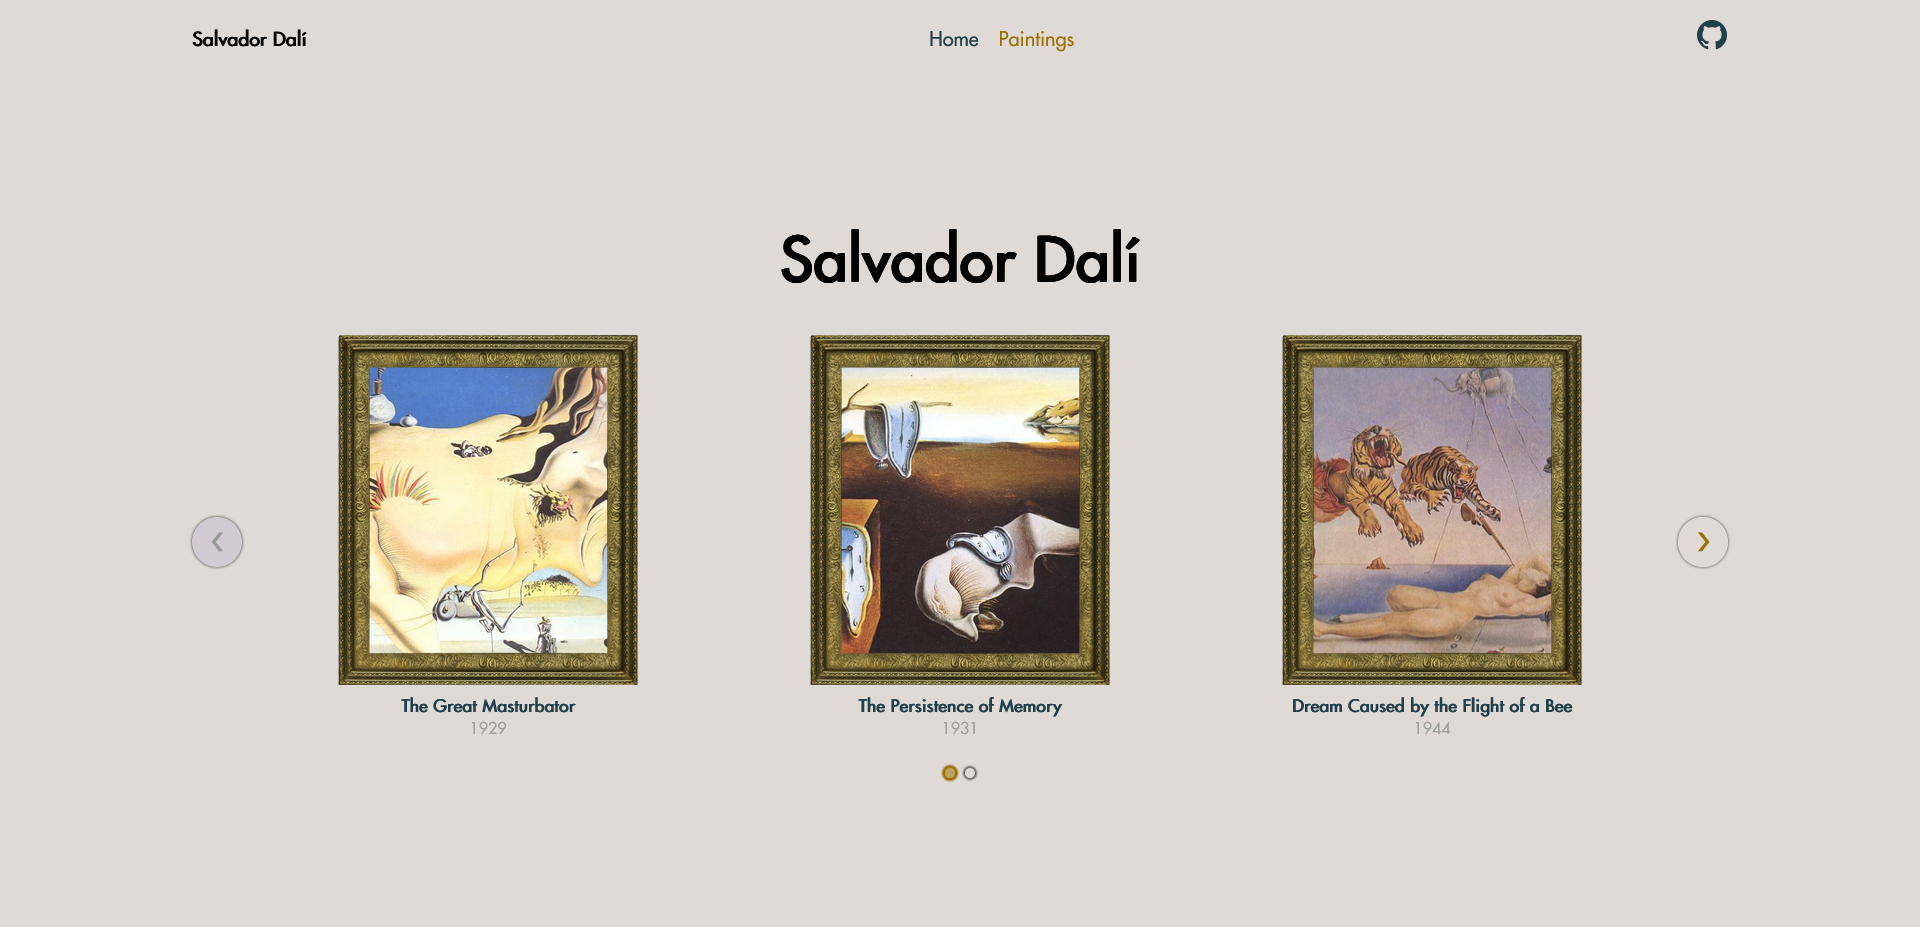 Salvador Dalí
Home Paintings
Salvador Dalí
The Great Masturbator
1929
The Persistence of Memory
1931
Dream Caused by the Flight of a Bee
1944